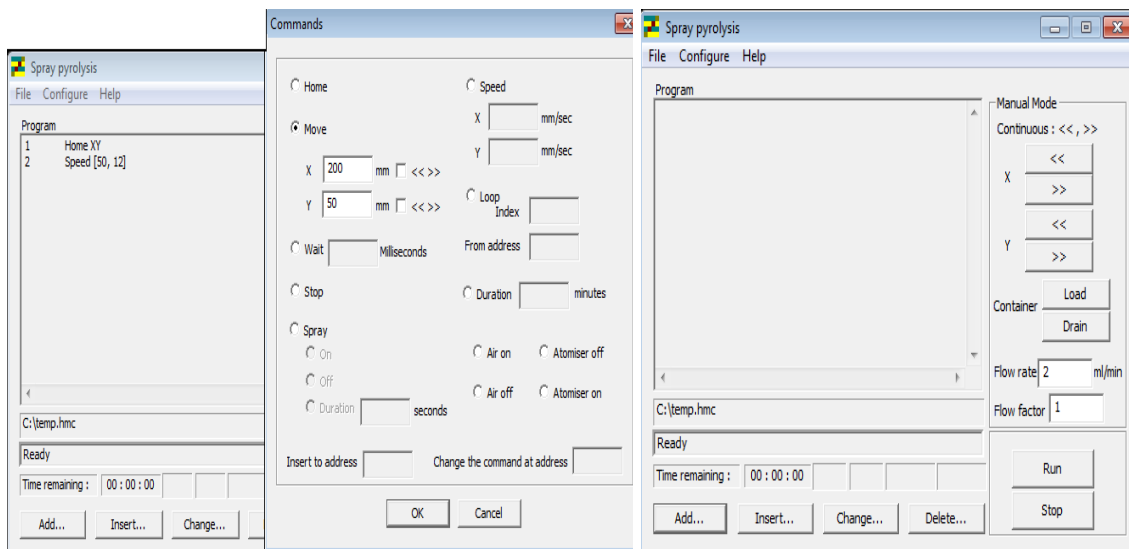 Spray pyrolysis
File Configure Help
Program
1 Home XY
2 Speed [50, 12]
C:\temp.hmc
Ready
Time remaining : 00 : 00 : 00
Add... Insert... Change...
Commands
Home
Speed
X mm/sec
Y mm/sec
Move
X 200 mm << >>
Y 50 mm << >>
Loop
Index
From address
Wait Milliseconds
Stop
Duration minutes
Spray
On
Off
Duration seconds
Air on Atomiser off
Air off Atomiser on
Insert to address Change the command at address
OK Cancel
Spray pyrolysis
File Configure Help
Program
Manual Mode
Continuous : << , >>
X << >>
Y << >>
Container Load
Drain
Flow rate 2 ml/min
Flow factor 1
C:\temp.hmc
Ready
Time remaining : 00 : 00 : 00
Add... Insert... Change... Delete...
Run
Stop